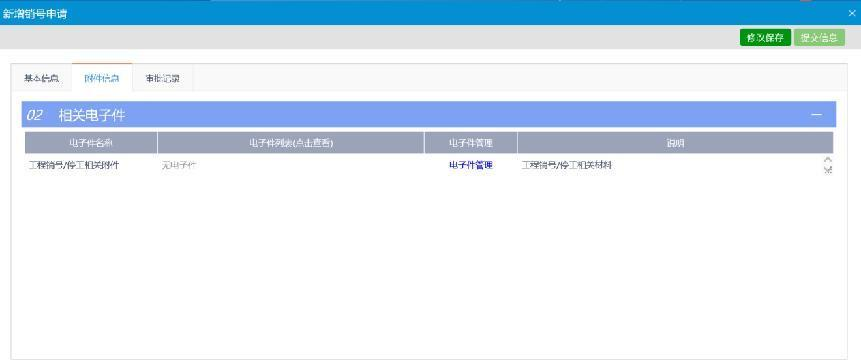 新增销号申请
修改保存 提交信息
基本信息 附件信息 审批记录
02 相关电子件
电子件名称 电子件列表(点击查看) 电子件管理 说明
工程销号/停工相关附件 无电子件 电子件管理 工程销号/停工相关材料